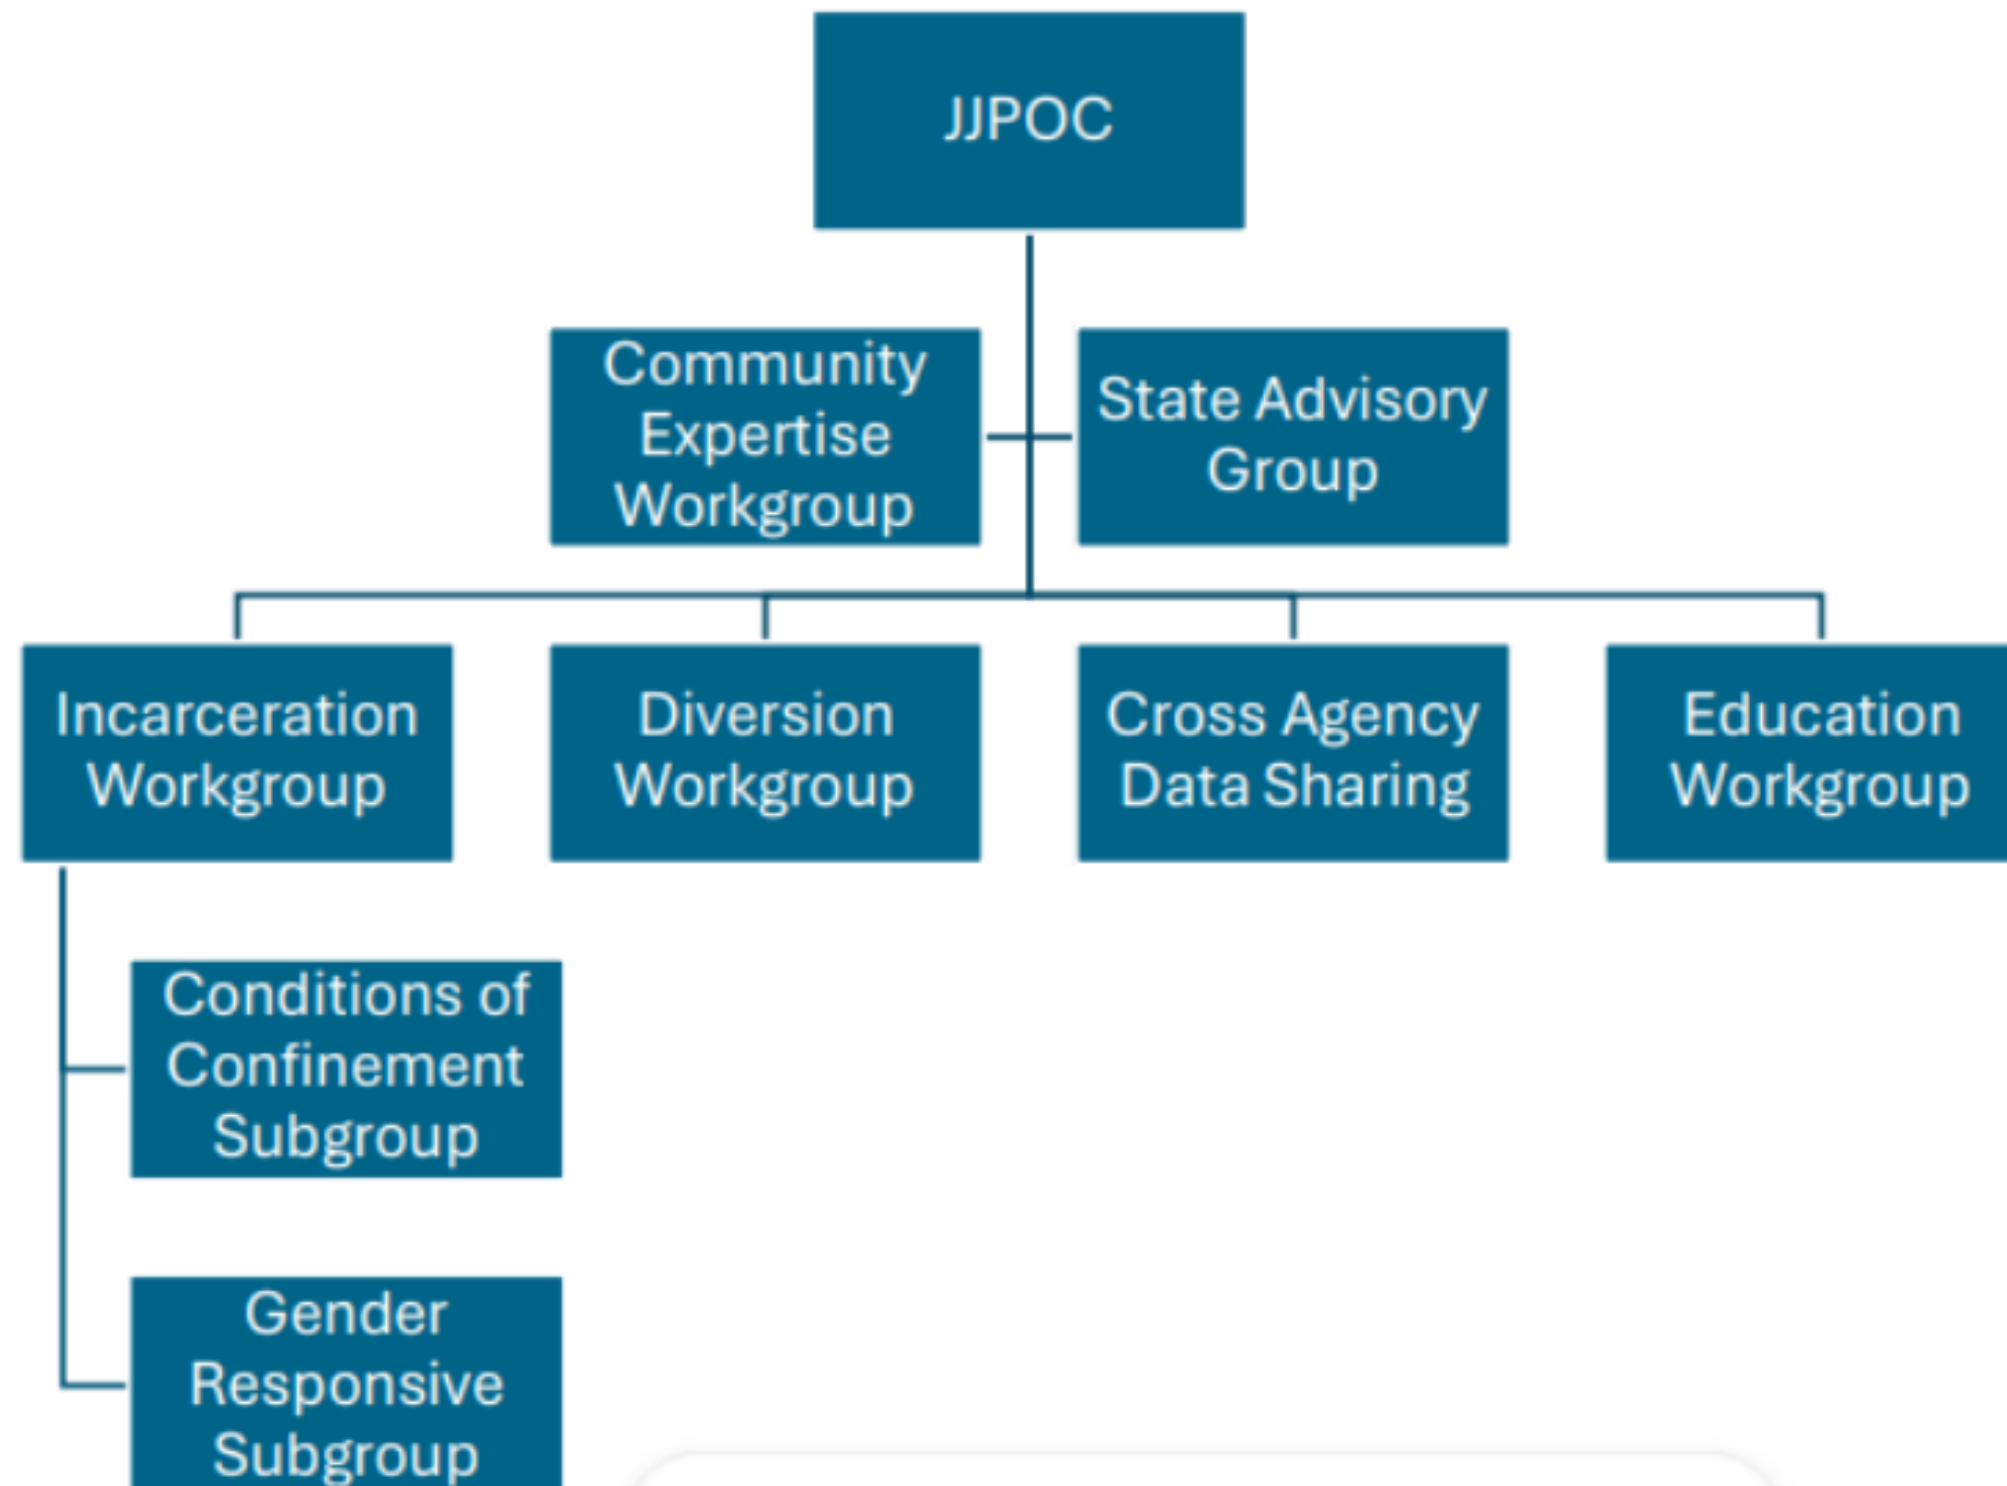 JJPOC
Community
Expertise
Workgroup
State Advisory
Group
Incarceration
Workgroup
Diversion
Workgroup
Cross Agency
Data Sharing
Education
Workgroup
Conditions of
Confinement
Subgroup
Gender
Responsive
Subgroup